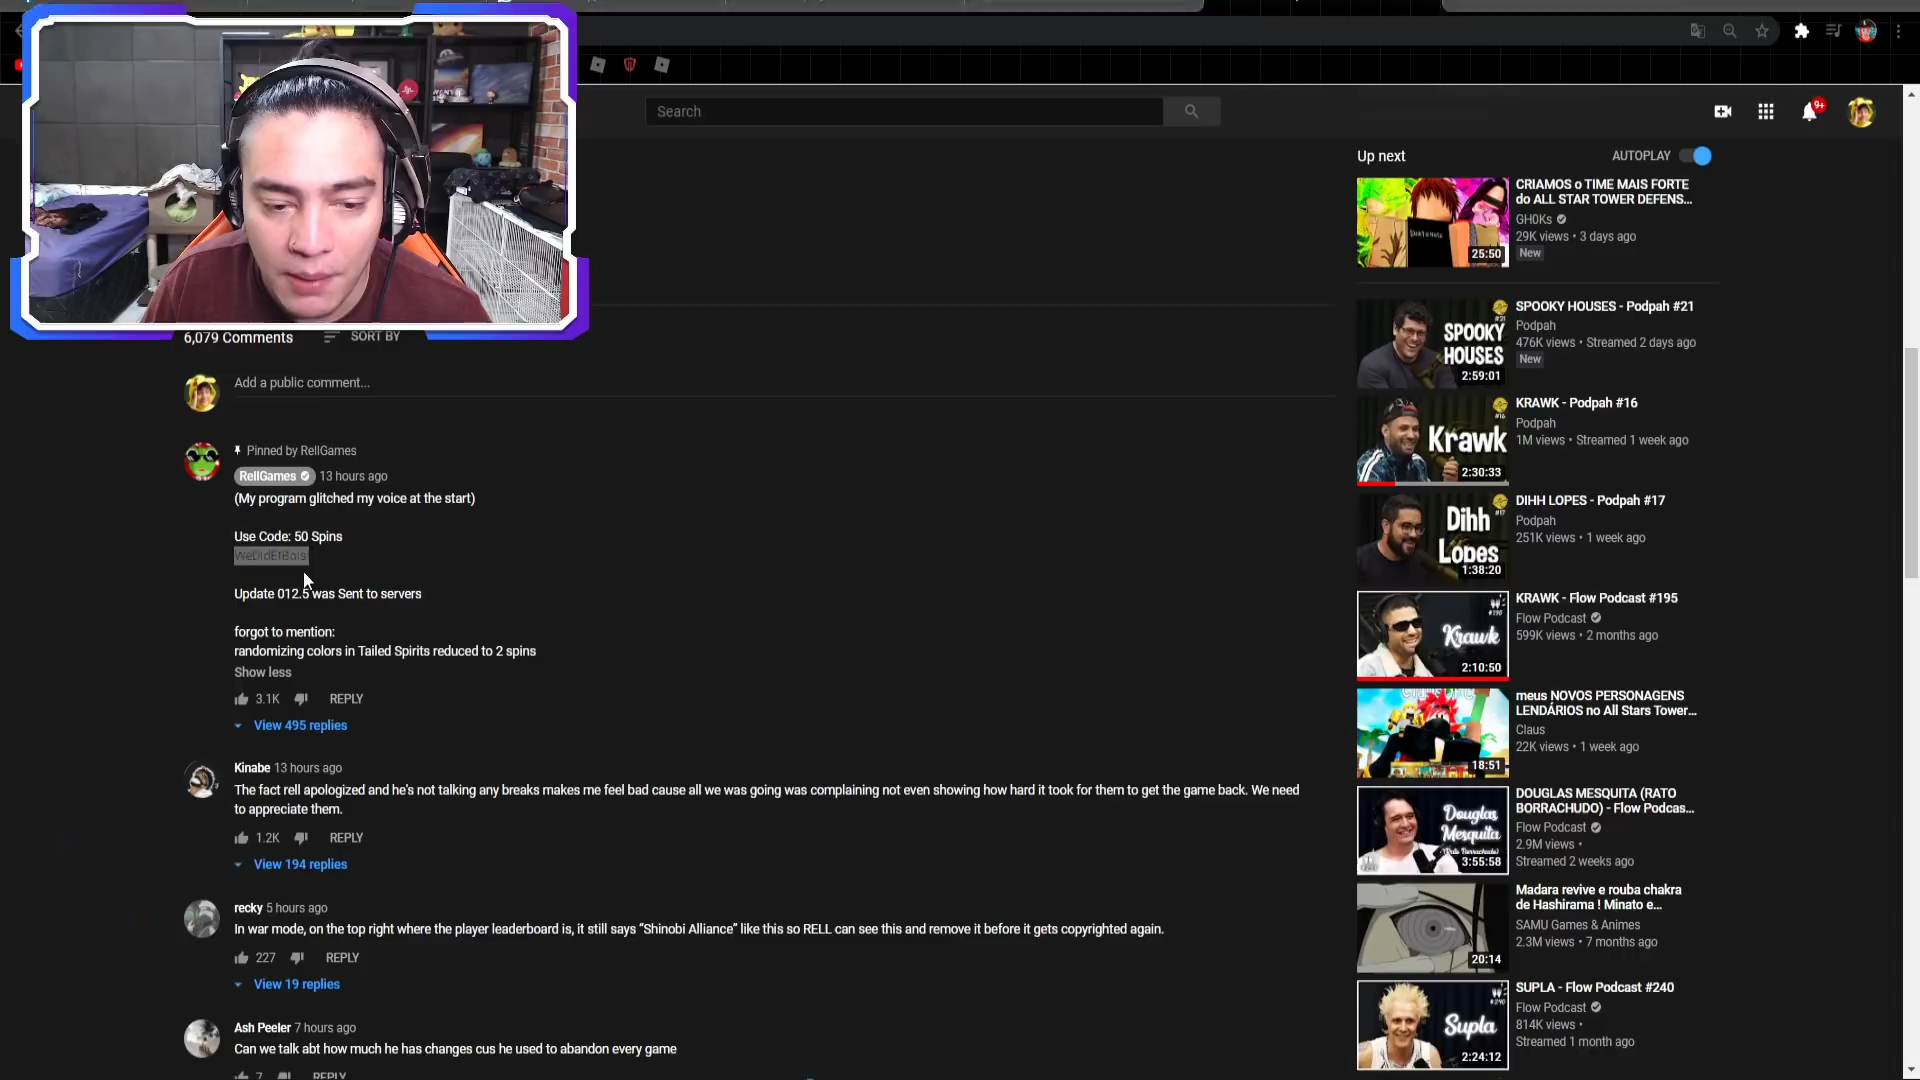 Search
9+
Up next
AUTOPLAY
CRIAMOS o TIME MAIS FORTE
do ALL STAR TOWER DEFENS...
GH0Ks
29K views • 3 days ago
New
25:50
SPOOKY HOUSES - Podpah #21
Podpah
476K views • Streamed 2 days ago
New
SPOOKY
HOUSES
2:59:01
KRAWK - Podpah #16
Podpah
1M views • Streamed 1 week ago
Krawk
2:30:33
DIHH LOPES - Podpah #17
Podpah
251K views • 1 week ago
Dihh
Lopes
1:38:20
KRAWK - Flow Podcast #195
Flow Podcast
599K views • 2 months ago
Krawk
2:10:50
meus NOVOS PERSONAGENS
LENDÁRIOS no All Stars Tower...
Claus
22K views • 1 week ago
18:51
DOUGLAS MESQUITA (RATO
BORRACHUDO) - Flow Podcas...
Flow Podcast
2.9M views •
Streamed 2 weeks ago
Douglas
Mesquita
3:55:58
Madara revive e rouba chakra
de Hashirama ! Minato e...
SAMU Games & Animes
2.3M views • 7 months ago
20:14
SUPLA - Flow Podcast #240
Flow Podcast
814K views •
Streamed 1 month ago
Supla
2:24:12
6,079 Comments
SORT BY
Add a public comment...
Pinned by RellGames
RellGames 13 hours ago
(My program glitched my voice at the start)
Use Code: 50 Spins
Update 012.5 was Sent to servers
forgot to mention:
randomizing colors in Tailed Spirits reduced to 2 spins
Show less
3.1K REPLY
View 495 replies
Kinabe 13 hours ago
The fact rell apologized and he's not talking any breaks makes me feel bad cause all we was going was complaining not even showing how hard it took for them to get the game back. We need
to appreciate them.
1.2K REPLY
View 194 replies
recky 5 hours ago
In war mode, on the top right where the player leaderboard is, it still says “Shinobi Alliance” like this so RELL can see this and remove it before it gets copyrighted again.
227 REPLY
View 19 replies
Ash Peeler 7 hours ago
Can we talk abt how much he has changes cus he used to abandon every game
7 REPLY